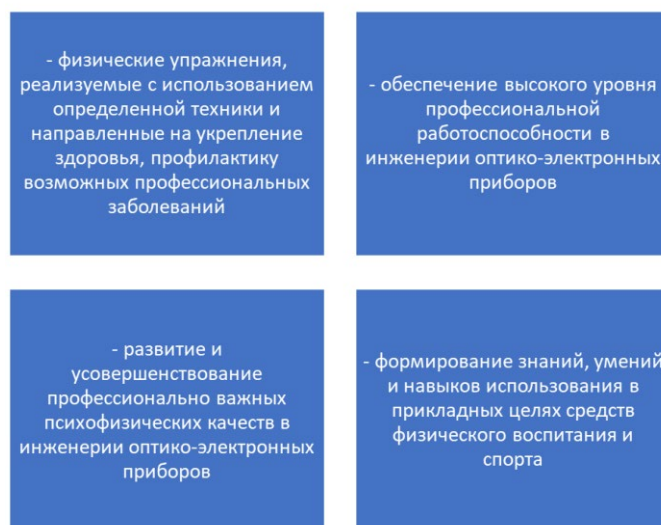 - физические упражнения,
реализуемые с использованием
определенной техники и
направленные на укрепление
здоровья, профилактику
возможных профессиональных
заболеваний
- обеспечение высокого уровня
профессиональной
работоспособности в
инженерии оптико-электронных
приборов
- развитие и
усовершенствование
профессионально важных
психофизических качеств в
инженерии оптико-электронных
приборов
- формирование знаний, умений
и навыков использования в
прикладных целях средств
физического воспитания и
спорта